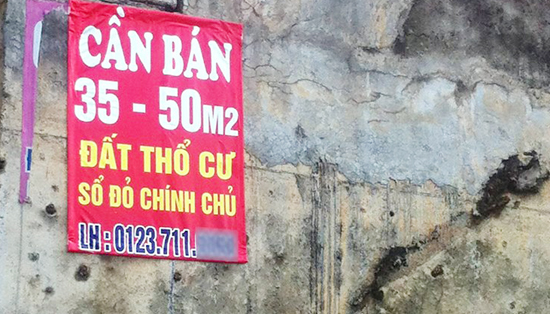 CẦN BÁN
35 - 50M2
ĐẤT THỔ CƯ
SỔ ĐỎ CHÍNH CHỦ
LH : 0123.711.